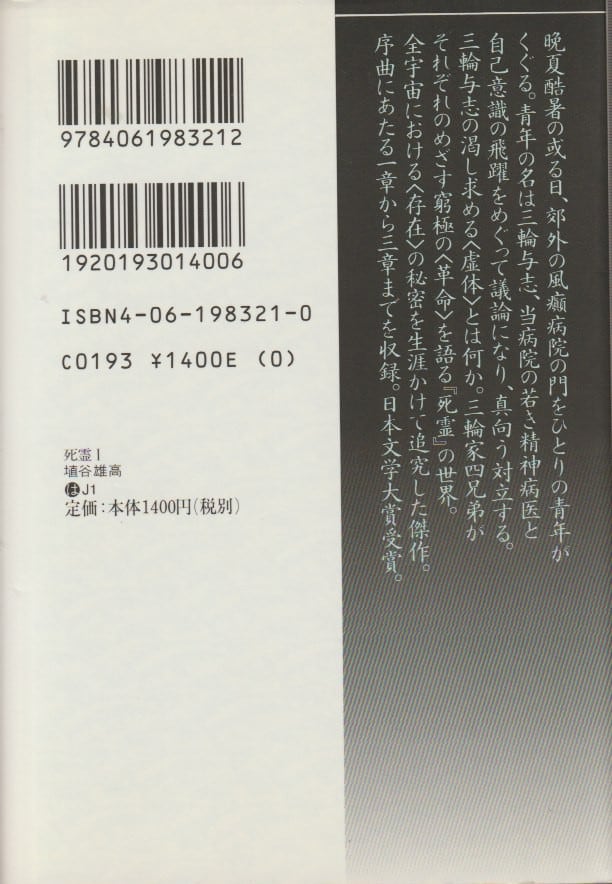 晩夏酷暑の或る日、郊外の風癲病院の門をひとりの青年が
くぐる。青年の名は三輪与志、当病院の若き精神病医と
自己意識の飛躍をめぐって議論になり、真向う対立する。
三輪与志の渇し求める〈虚体〉とは何か。三輪家四兄弟が
それぞれのめざす窮極の〈革命〉を語る『死霊』の世界。
全宇宙における〈存在〉の秘密を生涯かけて追究した傑作。
序曲にあたる一章から三章までを収録。日本文学大賞受賞。
9784061983212
1920193014006
ISBN4-06-198321-0
C0193 ¥1400E (0)
死霊Ⅰ
埴谷雄高
はJ1
定価:本体1400円(税別)